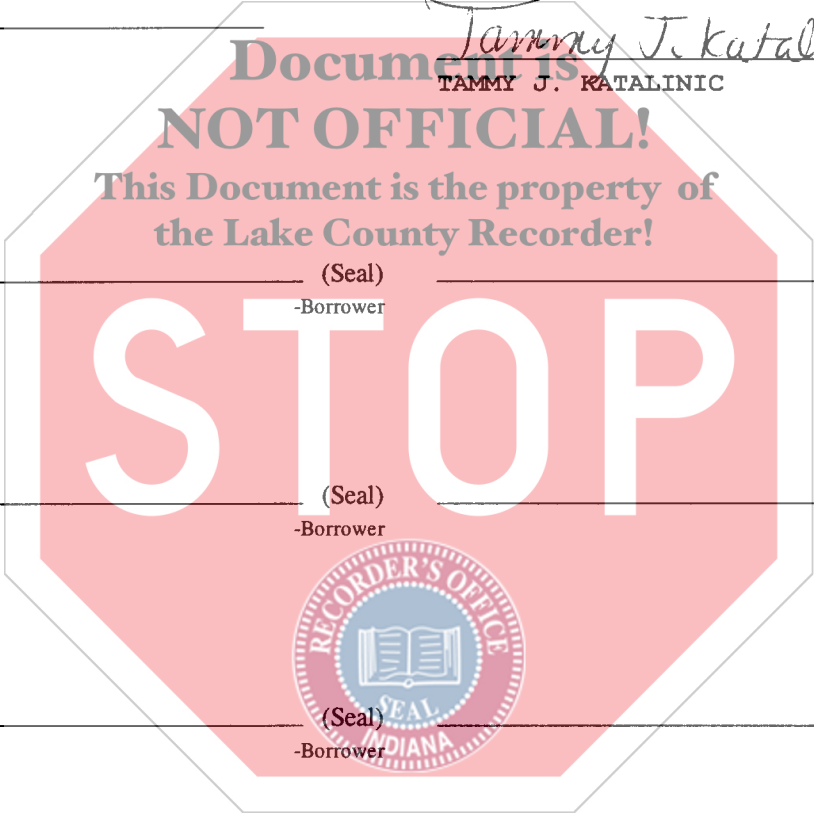 Tammy J. Katal
Document is
TAMMY J. KATALINIC
NOT OFFICIAL!
This Document is the property of
the Lake County Recorder!
(Seal)
-Borrower
STOP
(Seal)
-Borrower
RECORDER'S OFFICE
SEAL
INDIANA
(Seal)
-Borrower